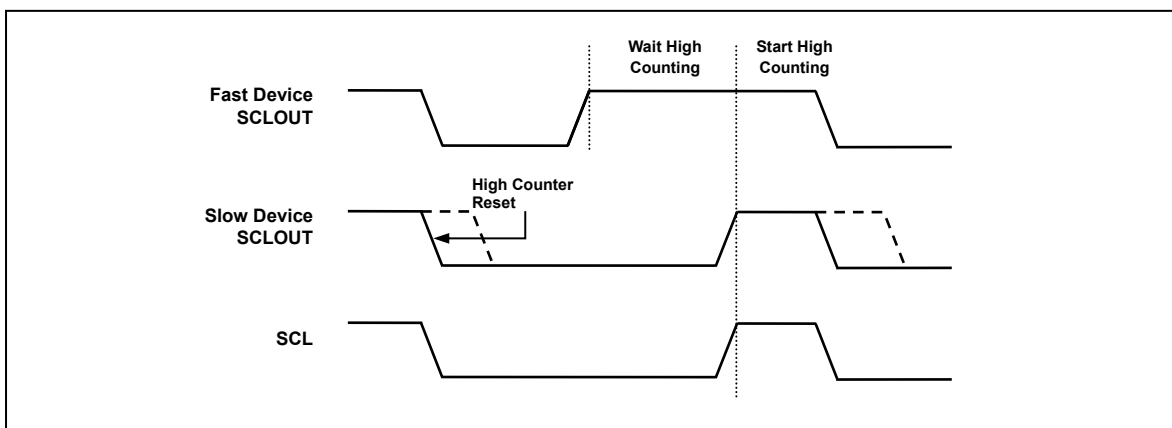 Wait High
Counting
Start High
Counting
Fast Device
SCLOUT
High Counter
Reset
Slow Device
SCLOUT
SCL